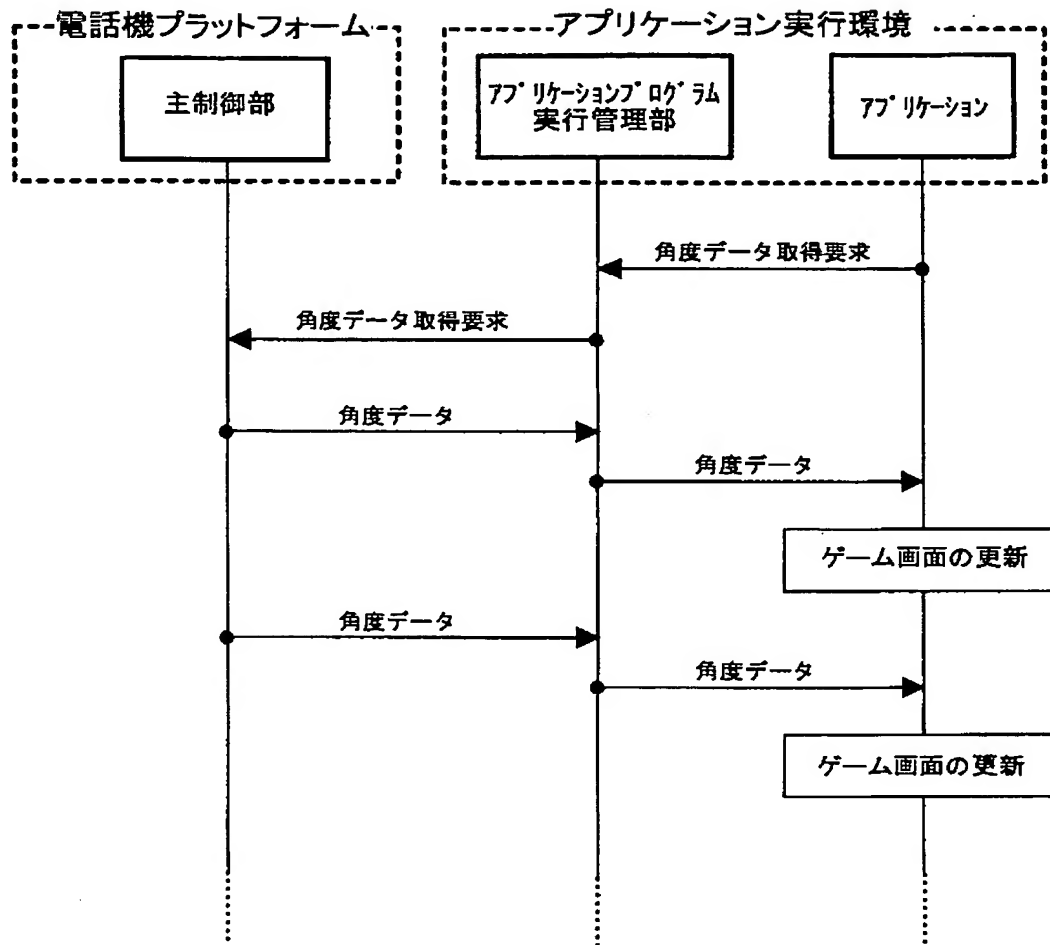 電話機プラットフォーム
アプリケーション実行環境
主制御部
アプリケーションプログラム
実行管理部
アプリケーション
角度データ取得要求
角度データ取得要求
角度データ
角度データ
ゲーム画面の更新
角度データ
角度データ
ゲーム画面の更新